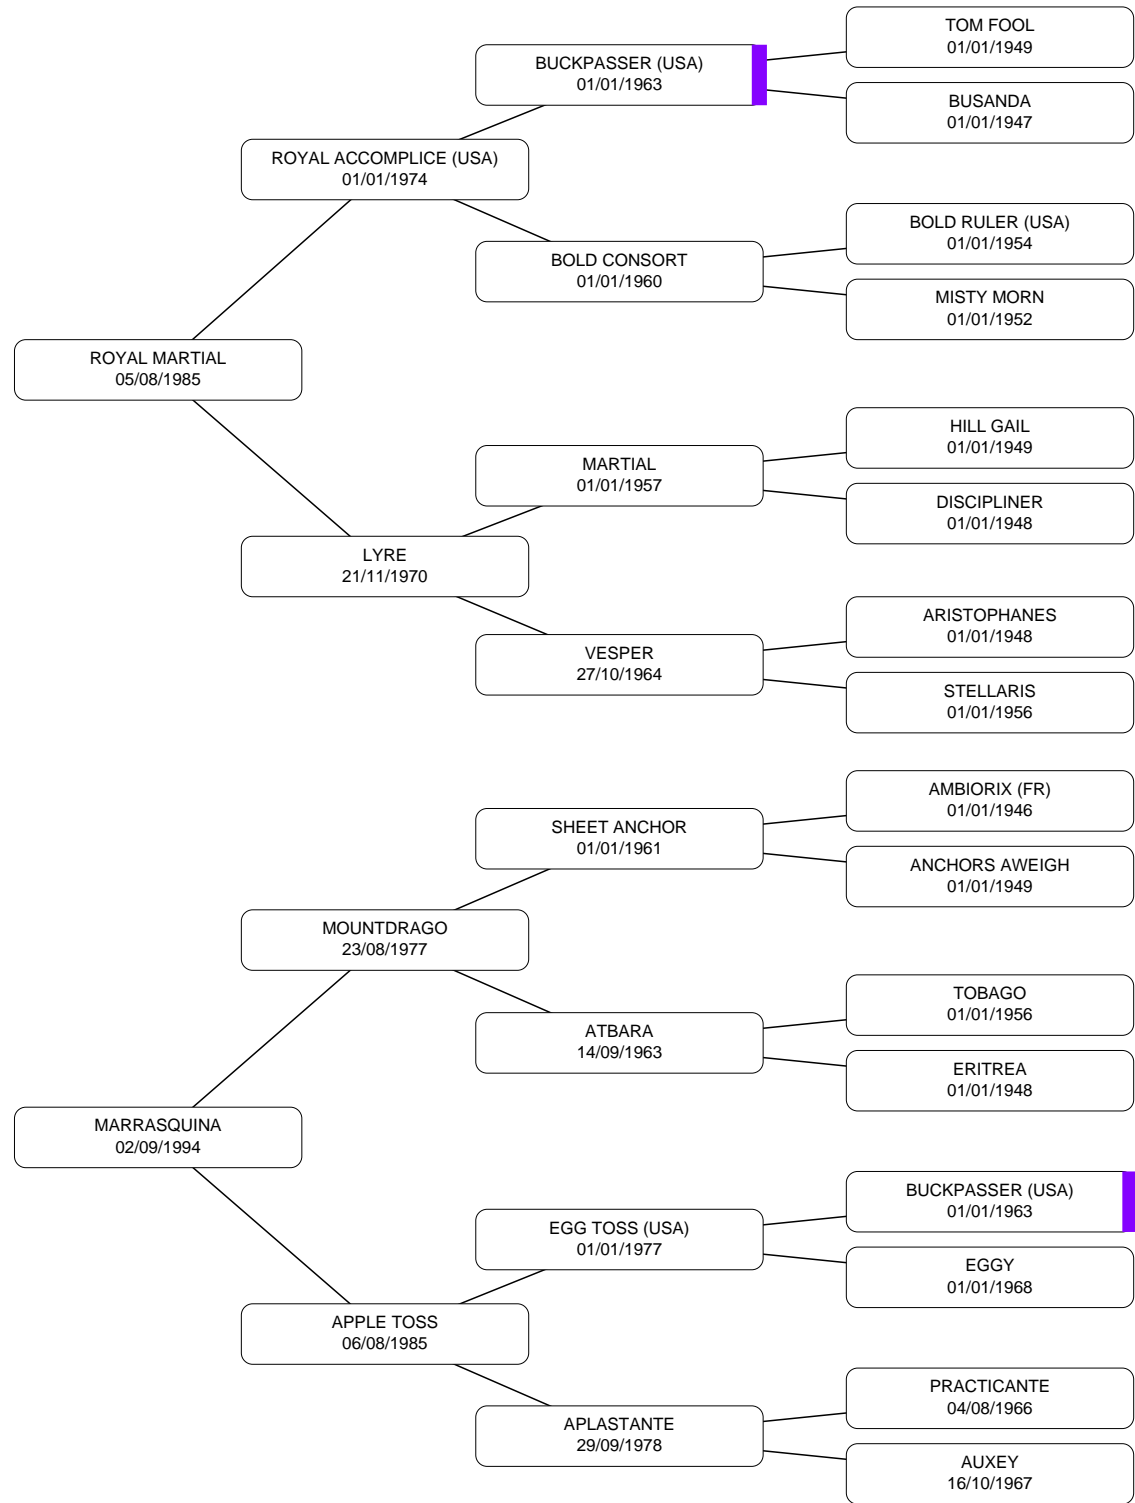 TOM FOOL
01/01/1949
BUCKPASSER (USA)
01/01/1963
BUSANDA
01/01/1947
ROYAL ACCOMPLICE (USA)
01/01/1974
BOLD RULER (USA)
01/01/1954
BOLD CONSORT
01/01/1960
MISTY MORN
01/01/1952
ROYAL MARTIAL
05/08/1985
HILL GAIL
01/01/1949
MARTIAL
01/01/1957
DISCIPLINER
01/01/1948
LYRE
21/11/1970
ARISTOPHANES
01/01/1948
VESPER
27/10/1964
STELLARIS
01/01/1956
AMBIORIX (FR)
01/01/1946
SHEET ANCHOR
01/01/1961
ANCHORS AWEIGH
01/01/1949
MOUNTDRAGO
23/08/1977
TOBAGO
01/01/1956
ATBARA
14/09/1963
ERITREA
01/01/1948
MARRASQUINA
02/09/1994
BUCKPASSER (USA)
01/01/1963
EGG TOSS (USA)
01/01/1977
EGGY
01/01/1968
APPLE TOSS
06/08/1985
PRACTICANTE
04/08/1966
APLASTANTE
29/09/1978
AUXEY
16/10/1967